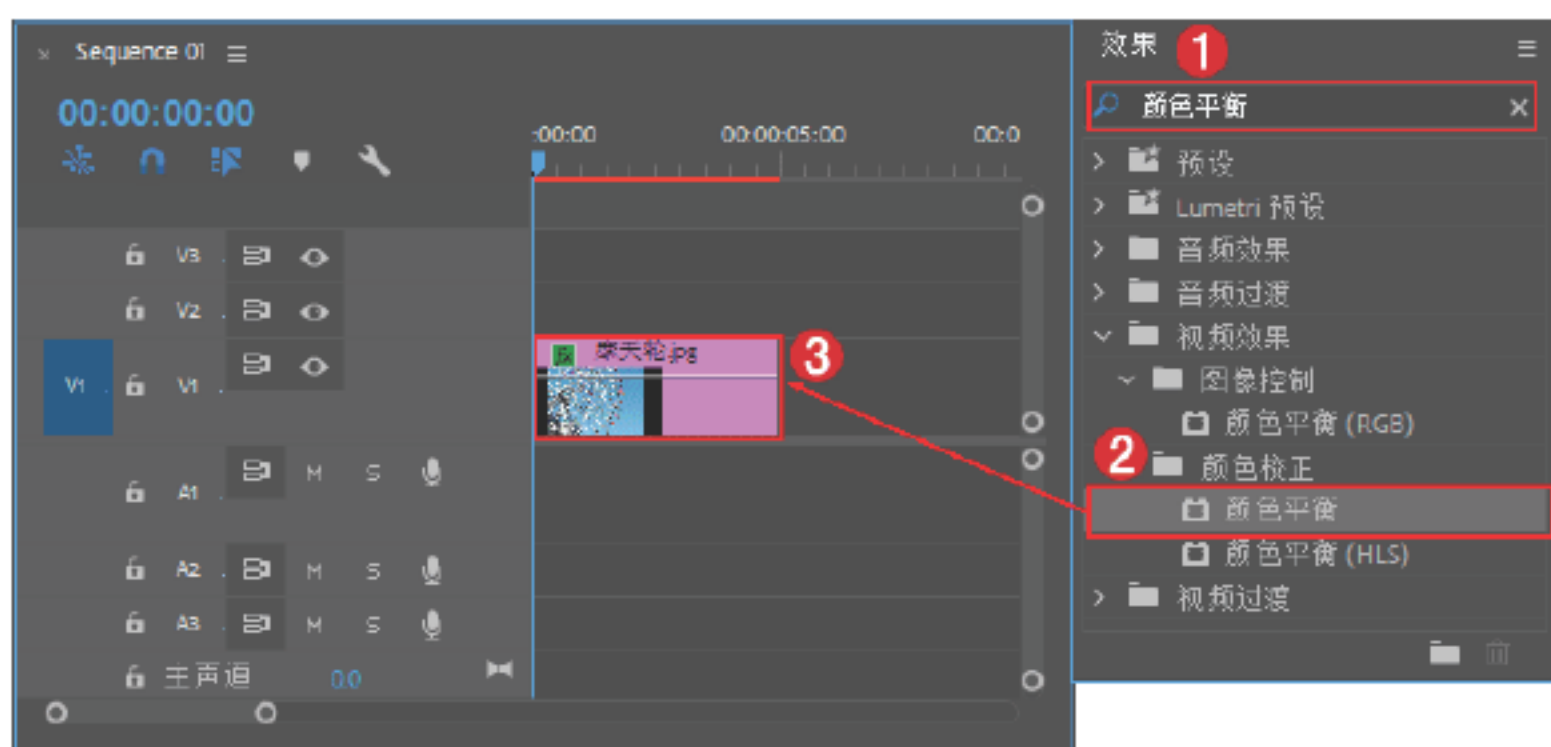 Sequence 01
00:00:00:00
:00:00 00:00:05:00 00:0
V3
V2
摩天轮.jpg
V1 V1
A1 M S
A2 M S
A3 M S
主声道 0.0
效果
颜色平衡
预设
Lumetri 预设
音频效果
音频过渡
视频效果
图像控制
颜色平衡 (RGB)
颜色校正
颜色平衡
颜色平衡 (HLS)
视频过渡
1
2
3